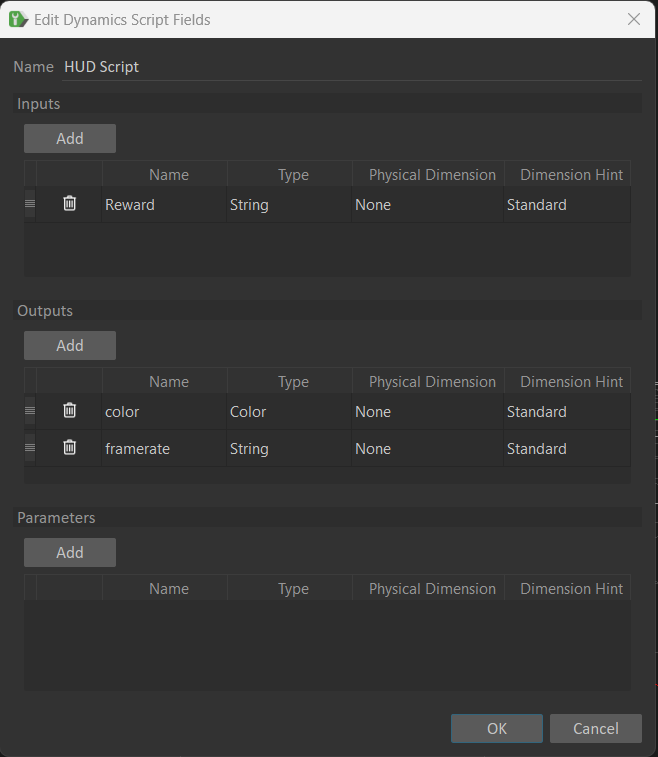 Edit Dynamics Script Fields
Name HUD Script
Inputs
Add
Name Type Physical Dimension Dimension Hint
Reward String None Standard
Outputs
Add
Name Type Physical Dimension Dimension Hint
color Color None Standard
framerate String None Standard
Parameters
Add
Name Type Physical Dimension Dimension Hint
OK Cancel